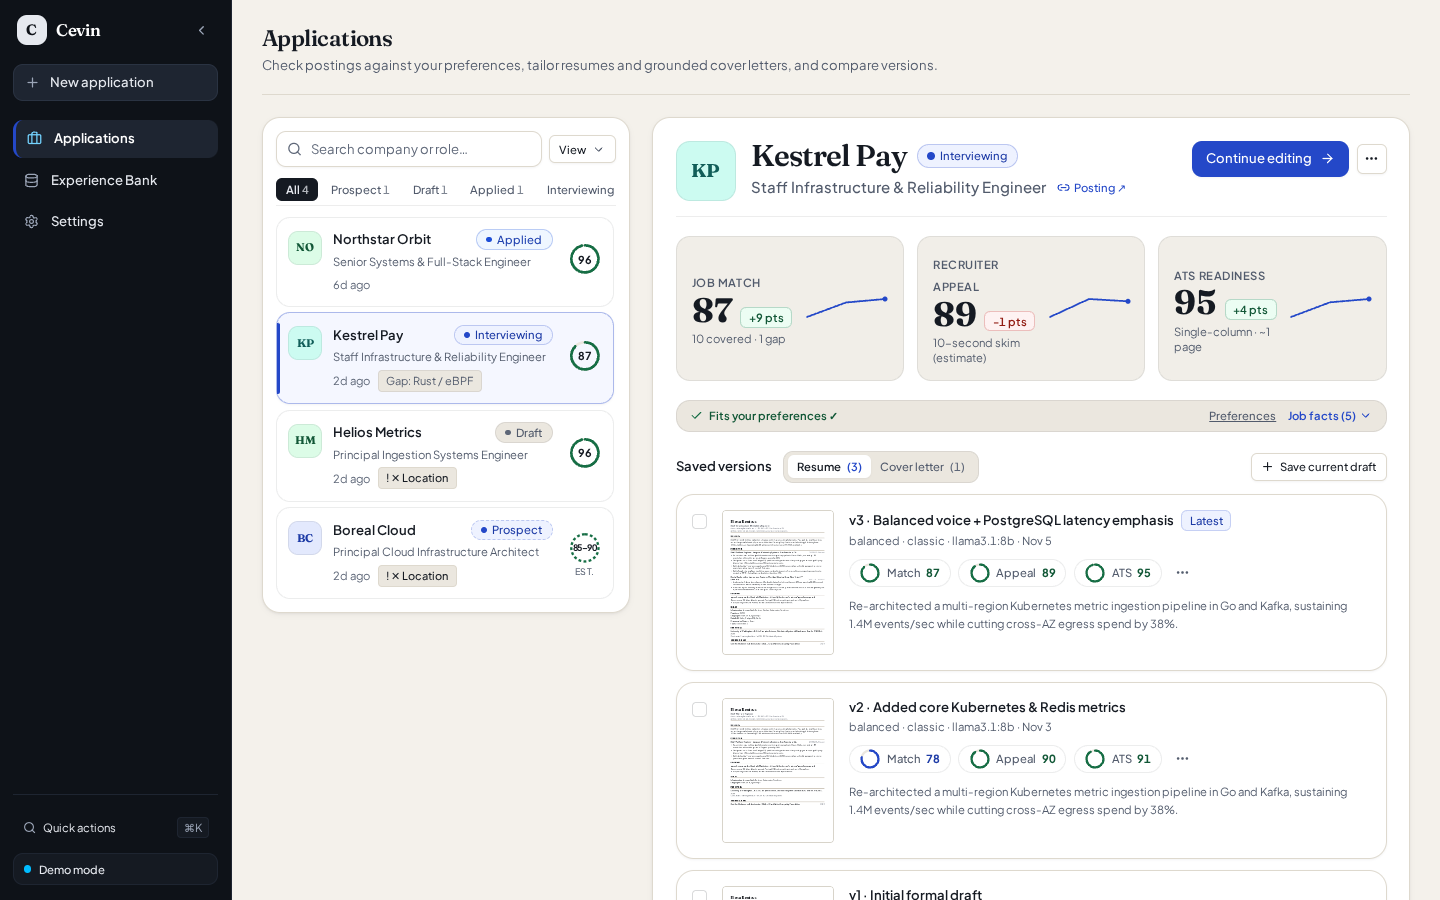 C Cevin
New application
Applications
Experience Bank
Settings
Quick actions ⌘K
Demo mode
Applications
Check postings against your preferences, tailor resumes and grounded cover letters, and compare versions.
Search company or role...
View
All 4 Prospect 1 Draft 1 Applied 1 Interviewing
NO Northstar Orbit Applied
Senior Systems & Full-Stack Engineer
96
6d ago
KP Kestrel Pay Interviewing
Staff Infrastructure & Reliability Engineer
87
2d ago Gap: Rust / eBPF
HM Helios Metrics Draft
Principal Ingestion Systems Engineer
96
2d ago ! ✕ Location
BC Boreal Cloud Prospect
Principal Cloud Infrastructure Architect
85–90
EST.
2d ago ! ✕ Location
KP
Kestrel Pay Interviewing
Staff Infrastructure & Reliability Engineer Posting ↗
Continue editing →
JOB MATCH
87 +9 pts
10 covered · 1 gap
RECRUITER
APPEAL
89 -1 pts
10-second skim
(estimate)
ATS READINESS
95 +4 pts
Single-column · ~1
page
Fits your preferences ✓
Preferences Job facts (5)
Saved versions Resume (3) Cover letter (1)
+ Save current draft
v3 · Balanced voice + PostgreSQL latency emphasis Latest
balanced · classic · llama3.1:8b · Nov 5
Match 87 Appeal 89 ATS 95
Re-architected a multi-region Kubernetes metric ingestion pipeline in Go and Kafka, sustaining
1.4M events/sec while cutting cross-AZ egress spend by 38%.
v2 · Added core Kubernetes & Redis metrics
balanced · classic · llama3.1:8b · Nov 3
Match 78 Appeal 90 ATS 91
Re-architected a multi-region Kubernetes metric ingestion pipeline in Go and Kafka, sustaining
1.4M events/sec while cutting cross-AZ egress spend by 38%.
v1 · Initial formal draft